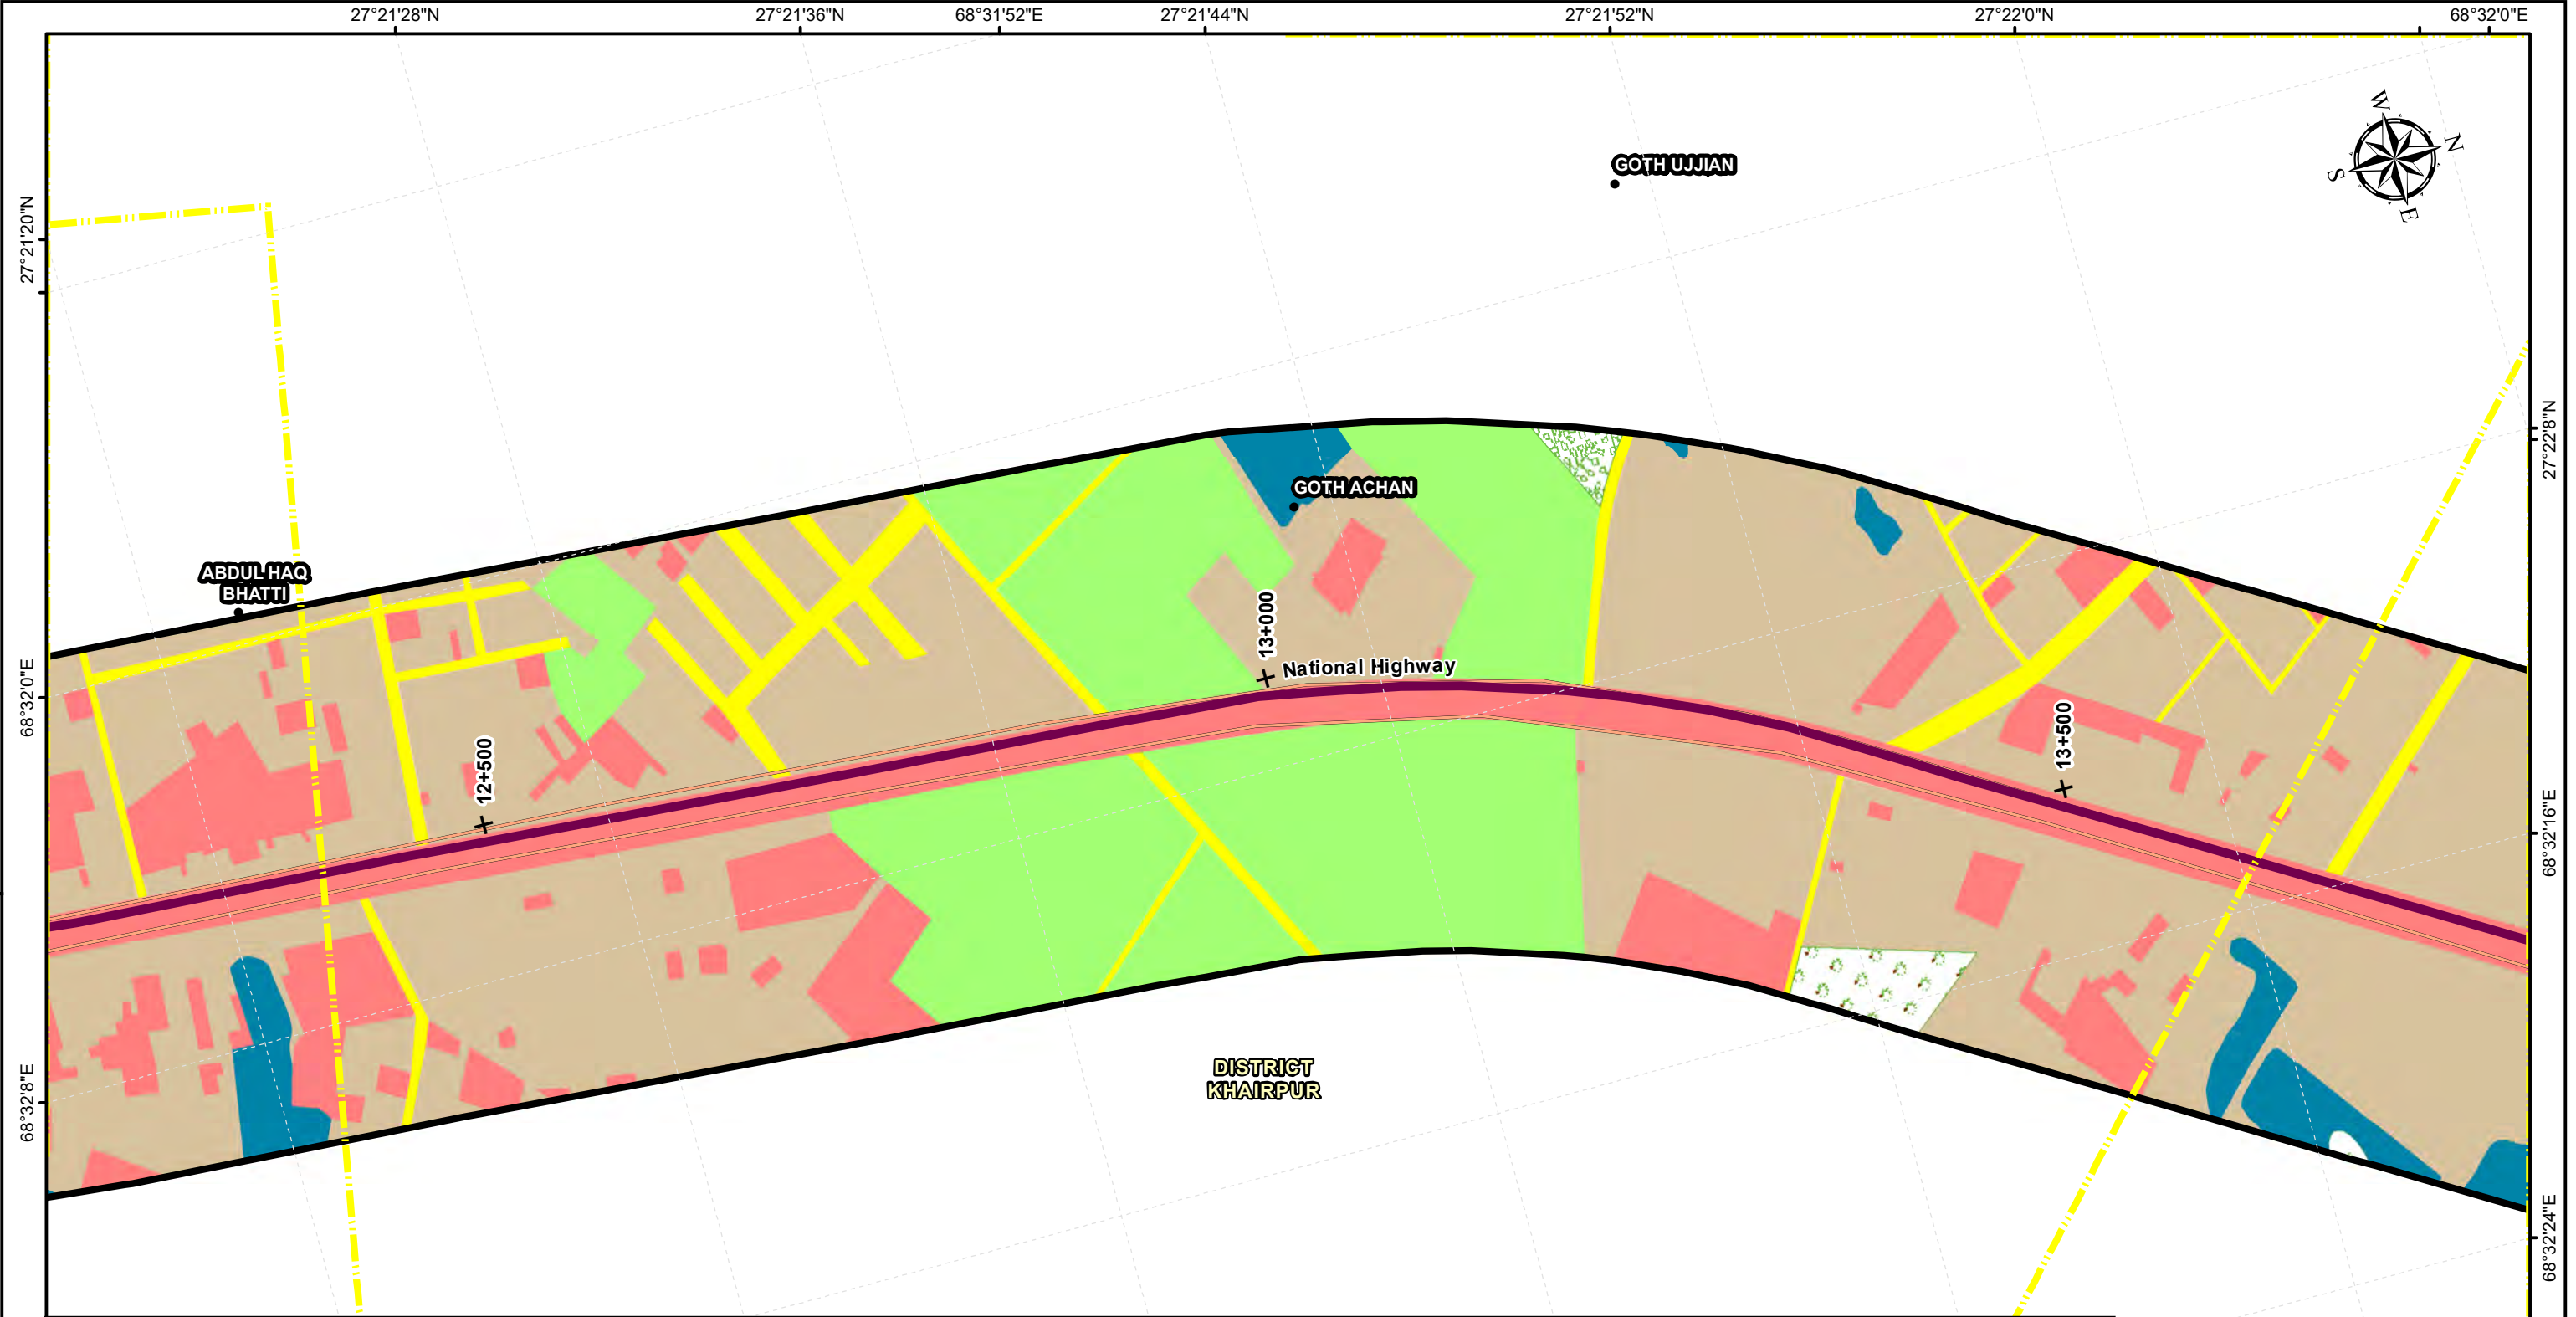 27°21'28"N
27°21'36"N
68°31'52"E
27°21'44"N
27°21'52"N
27°22'0"N
68°32'0"E
W
N
S
E
GOTH UJJIAN
27°21'20"N
27°22'8"N
GOTH ACHAN
ABDUL HAQ
BHATTI
13+000
National Highway
68°32'0"E
12+500
13+500
68°32'16"E
DISTRICT
KHAIRPUR
68°32'8"E
68°32'24"E